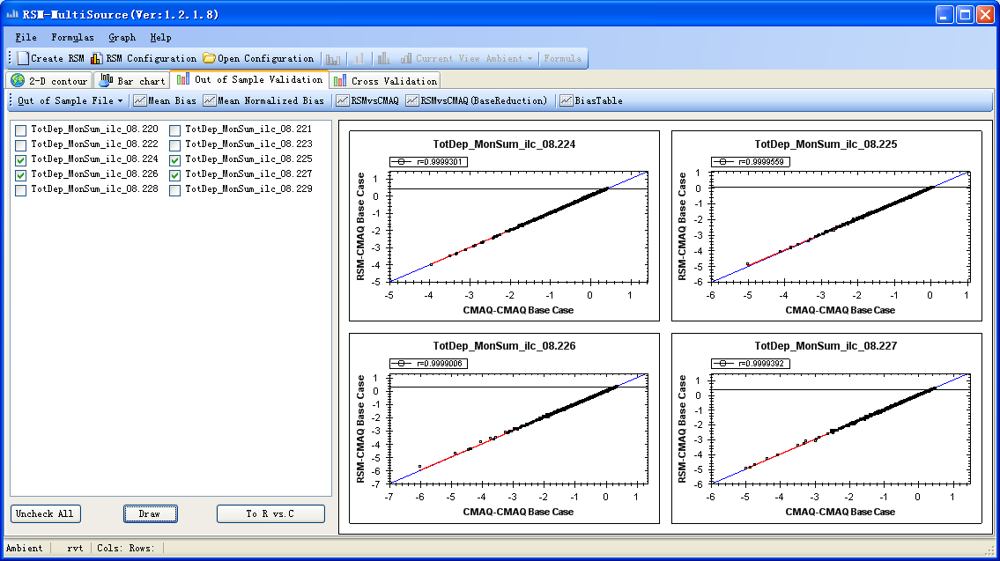 RSM-MultiSource(Ver:1.2.1.8)
File Formulas Graph Help
Create RSM RSM Configuration Open Configuration Current View Ambient Formula
2-D contour Bar chart Out of Sample Validation Cross Validation
Out of Sample File Mean Bias Mean Normalized Bias RSMvsCMAQ RSMvsCMAQ(BaseReduction) BiasTable
TotDep_MonSum_ilc_08.220 TotDep_MonSum_ilc_08.221
TotDep_MonSum_ilc_08.222 TotDep_MonSum_ilc_08.223
TotDep_MonSum_ilc_08.224 TotDep_MonSum_ilc_08.225
TotDep_MonSum_ilc_08.226 TotDep_MonSum_ilc_08.227
TotDep_MonSum_ilc_08.228 TotDep_MonSum_ilc_08.229
Uncheck All Draw To R vs.C
TotDep_MonSum_ilc_08.224
r=0.9999301
RSM-CMAQ Base Case
1
0
-1
-2
-3
-4
-5
-5 -4 -3 -2 -1 0 1
CMAQ-CMAQ Base Case
TotDep_MonSum_ilc_08.225
r=0.9999559
RSM-CMAQ Base Case
1
0
-1
-2
-3
-4
-5
-6
-6 -5 -4 -3 -2 -1 0 1
CMAQ-CMAQ Base Case
TotDep_MonSum_ilc_08.226
r=0.9999006
RSM-CMAQ Base Case
1
0
-1
-2
-3
-4
-5
-6
-7
-7 -6 -5 -4 -3 -2 -1 0 1
CMAQ-CMAQ Base Case
TotDep_MonSum_ilc_08.227
r=0.9999392
RSM-CMAQ Base Case
1
0
-1
-2
-3
-4
-5
-6
-6 -5 -4 -3 -2 -1 0 1
CMAQ-CMAQ Base Case
Ambient rvt Cols: Rows: